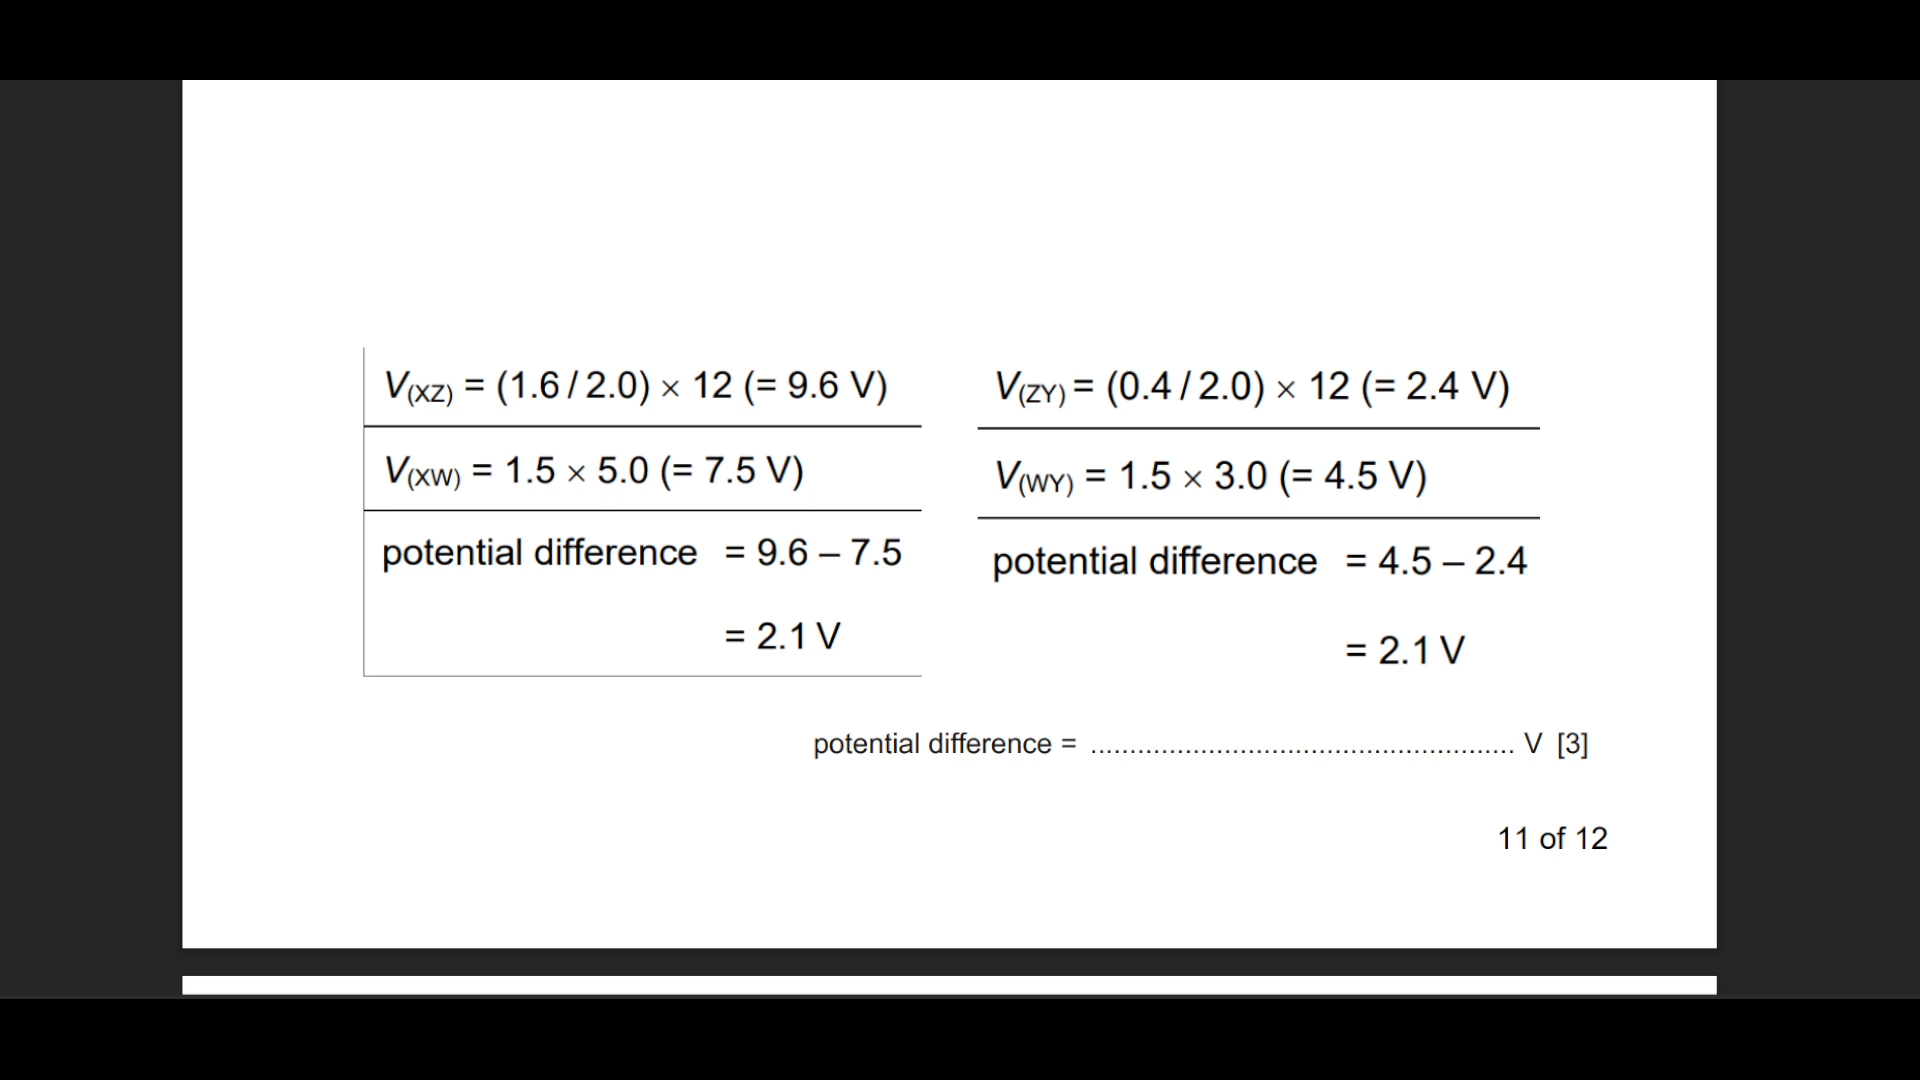 V(XZ) = (1.6 / 2.0) × 12 (= 9.6 V)
V(XW) = 1.5 × 5.0 (= 7.5 V)
potential difference = 9.6 – 7.5
= 2.1 V
V(ZY) = (0.4 / 2.0) × 12 (= 2.4 V)
V(WY) = 1.5 × 3.0 (= 4.5 V)
potential difference = 4.5 – 2.4
= 2.1 V
potential difference = ...................................................... V [3]
11 of 12